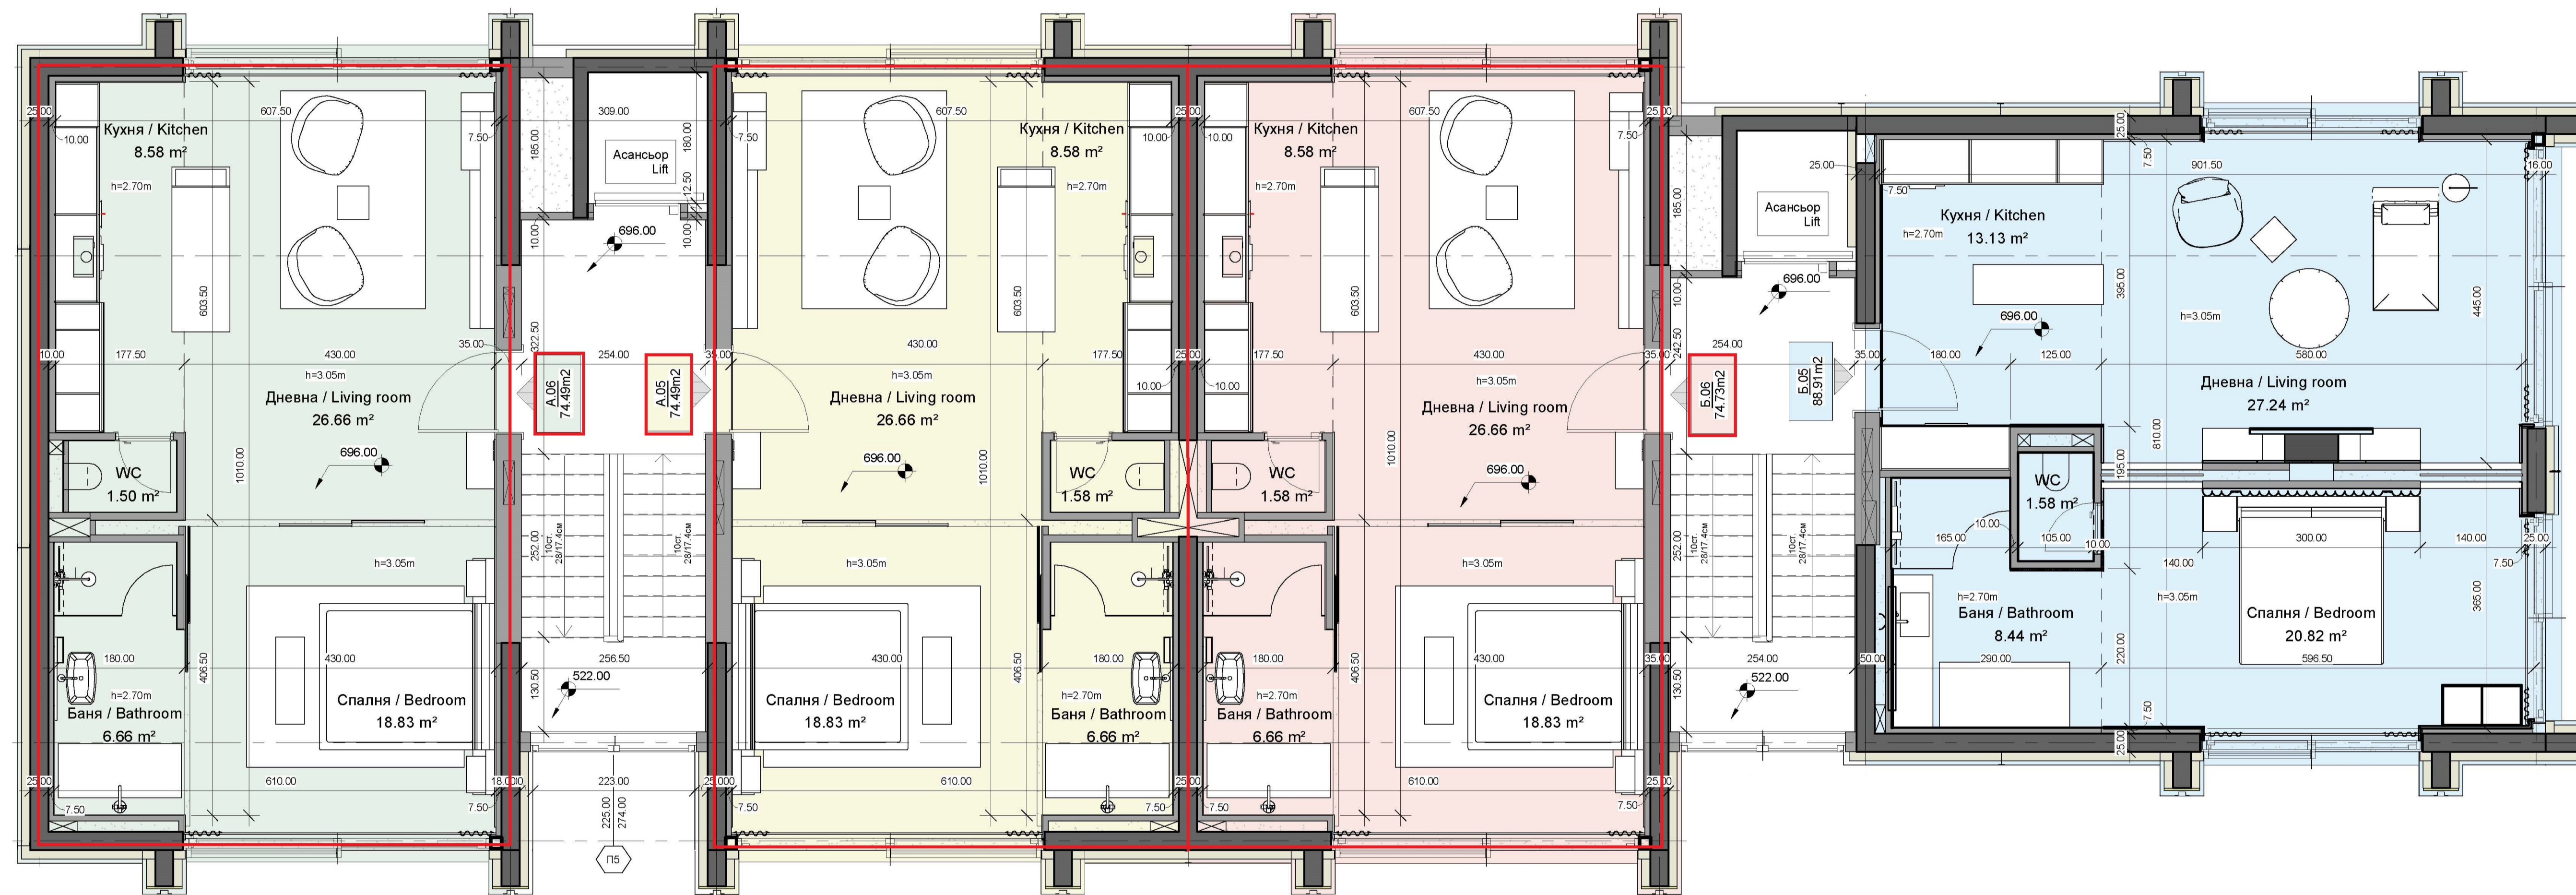 25.00
607.50
Кухня / Kitchen
8.58 m²
10.00
h=2.70m
7.50
603.50
10.00
177.50
430.00
35.00
h=3.05m
Дневна / Living room
26.66 m²
WC
1.50 m²
696.00
1010.00
h=3.05m
180.00
406.50
430.00
h=2.70m
Баня / Bathroom
6.66 m²
Спалня / Bedroom
18.83 m²
25.00
610.00
7.50
7.50
185.00
309.00
180.00
Асансьор
Lift
12.50
10.00
10.00
696.00
322.50
254.00
35.00
А.06
74.49m2
А.05
74.49m2
252.00
10ст.
28/17.4см
10ст.
28/17.4см
256.50
130.50
522.00
223.00
225.00
274.00
П5
7.50
607.50
25.00
Кухня / Kitchen
8.58 m²
10.00
h=2.70m
603.50
430.00
177.50
25.00
h=3.05m
10.00
Дневна / Living room
26.66 m²
696.00
1010.00
WC
1.58 m²
h=3.05m
430.00
406.50
180.00
h=2.70m
Спалня / Bedroom
18.83 m²
Баня / Bathroom
6.66 m²
610.00
25.00
7.50
7.50
607.50
25.00
Кухня / Kitchen
8.58 m²
10.00
h=2.70m
7.50
603.50
177.50
430.00
35.00
h=3.05m
10.00
Дневна / Living room
26.66 m²
WC
1.58 m²
696.00
1010.00
h=3.05m
180.00
406.50
430.00
35.00
h=2.70m
Баня / Bathroom
6.66 m²
Спалня / Bedroom
18.83 m²
610.00
25.00
7.50
7.50
185.00
Асансьор
Lift
25.00
10.00
696.00
242.50
254.00
35.00
Б.06
74.73m2
Б.05
88.91m2
252.00
10ст.
28/17.4см
10ст.
28/17.4см
254.00
50.00
130.50
522.00
25.00
7.50
901.50
16.00
7.50
Кухня / Kitchen
13.13 m²
h=2.70m
395.00
445.00
696.00
h=3.05m
180.00
125.00
580.00
Дневна / Living room
27.24 m²
810.00
195.00
WC
1.58 m²
10.00
165.00
105.00
10.00
140.00
300.00
140.00
25.00
7.50
h=2.70m
Баня / Bathroom
8.44 m²
h=3.05m
Спалня / Bedroom
20.82 m²
365.00
220.00
290.00
596.50
7.50
25.00